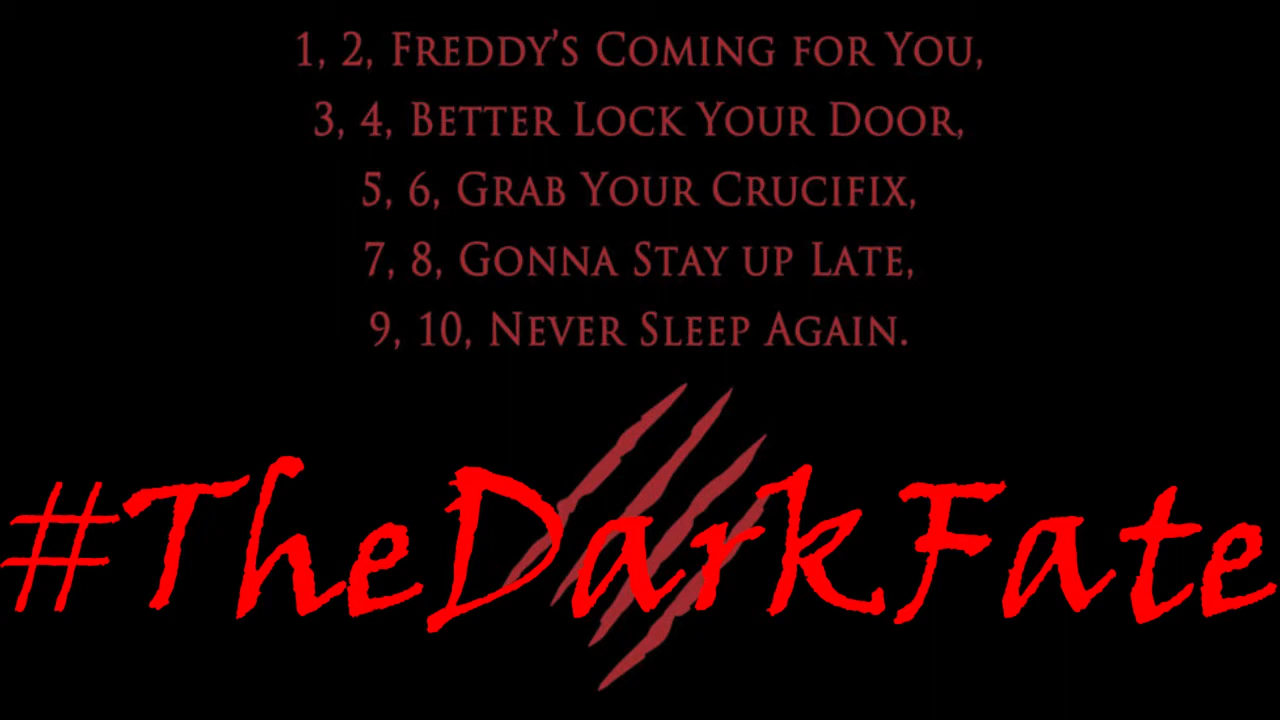 1, 2, Freddy's Coming for You,
3, 4, Better Lock Your Door,
5, 6, Grab Your Crucifix,
7, 8, Gonna Stay up Late,
9, 10, Never Sleep Again.
#TheDarkFate